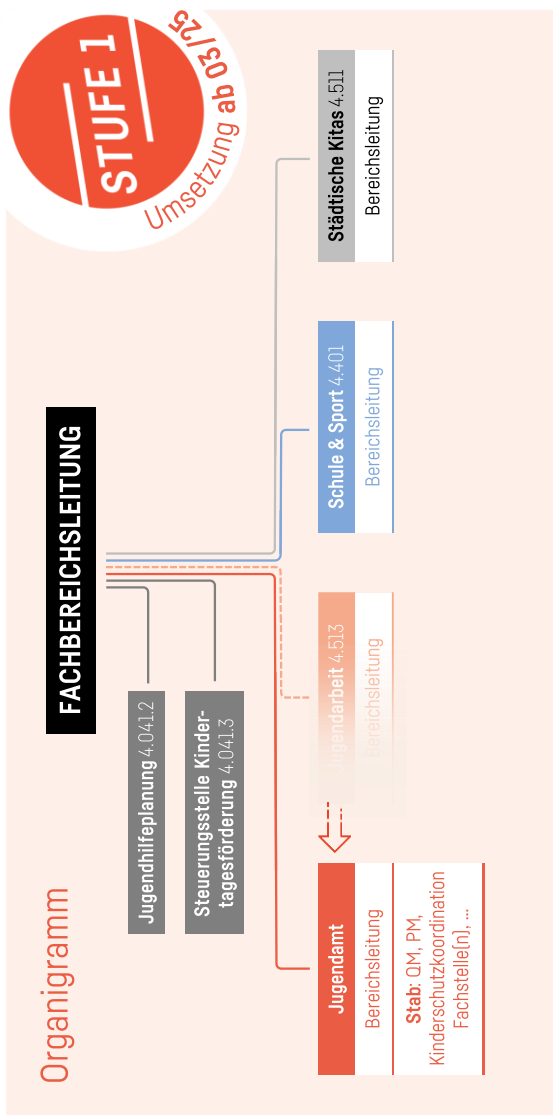 Organigramm
STUFE 1
Umsetzung ab 03/25
FACHBEREICHSLEITUNG
Jugendhilfeplanung 4.041.2
Steuerungsstelle Kinder-
tagesförderung 4.041.3
Jugendamt
Bereichsleitung
Stab: QM, PM,
Kinderschutzkoordination
Fachstelle(n), ...
Jugendarbeit 4.513
Bereichsleitung
Schule & Sport 4.401
Bereichsleitung
Städtische Kitas 4.511
Bereichsleitung